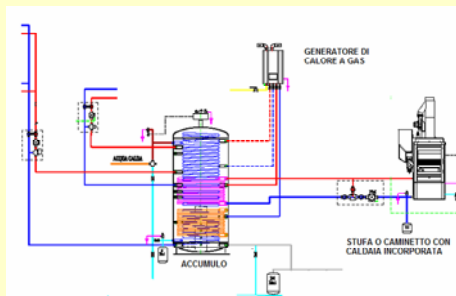 GENERATORE DI
CALORE A GAS
ACQUA CALDA
ACCUMULO
STUFA O CAMINETTO CON
CALDAIA INCORPORATA